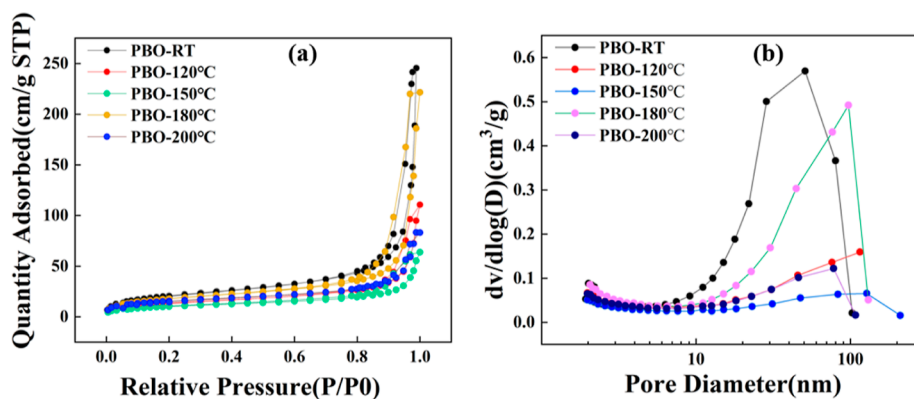 (a)
PBO-RT
PBO-120℃
PBO-150℃
PBO-180℃
PBO-200℃
Quantity Adsorbed(cm/g STP)
250
200
150
100
50
0
0.0 0.2 0.4 0.6 0.8 1.0
Relative Pressure(P/P0)
(b)
PBO-RT
PBO-120℃
PBO-150℃
PBO-180℃
PBO-200℃
dv/dlog(D)(cm³/g)
0.6
0.5
0.4
0.3
0.2
0.1
0.0
10 100
Pore Diameter(nm)